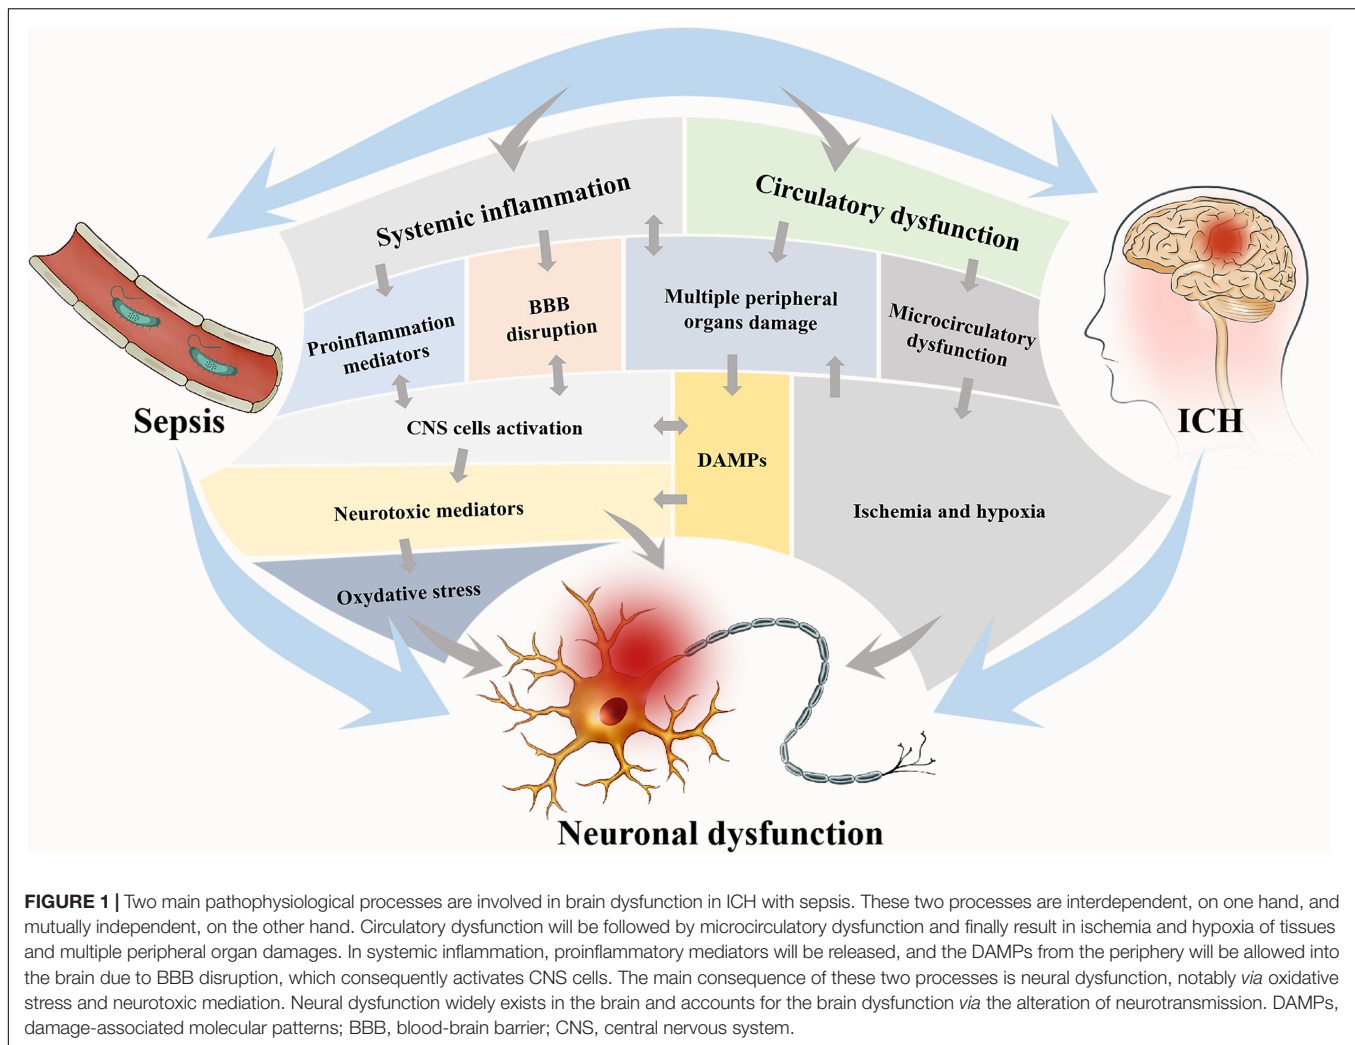 Systemic inflammation
Circulatory dysfunction
Proinflammation
mediators
BBB
disruption
Multiple peripheral
organs damage
Microcirculatory
dysfunction
Sepsis
CNS cells activation
DAMPs
ICH
Neurotoxic mediators
Ischemia and hypoxia
Oxydative stress
Neuronal dysfunction
FIGURE 1 | Two main pathophysiological processes are involved in brain dysfunction in ICH with sepsis. These two processes are interdependent, on one hand, and
mutually independent, on the other hand. Circulatory dysfunction will be followed by microcirculatory dysfunction and finally result in ischemia and hypoxia of tissues
and multiple peripheral organ damages. In systemic inflammation, proinflammatory mediators will be released, and the DAMPs from the periphery will be allowed into
the brain due to BBB disruption, which consequently activates CNS cells. The main consequence of these two processes is neural dysfunction, notably via oxidative
stress and neurotoxic mediation. Neural dysfunction widely exists in the brain and accounts for the brain dysfunction via the alteration of neurotransmission. DAMPs,
damage-associated molecular patterns; BBB, blood-brain barrier; CNS, central nervous system.